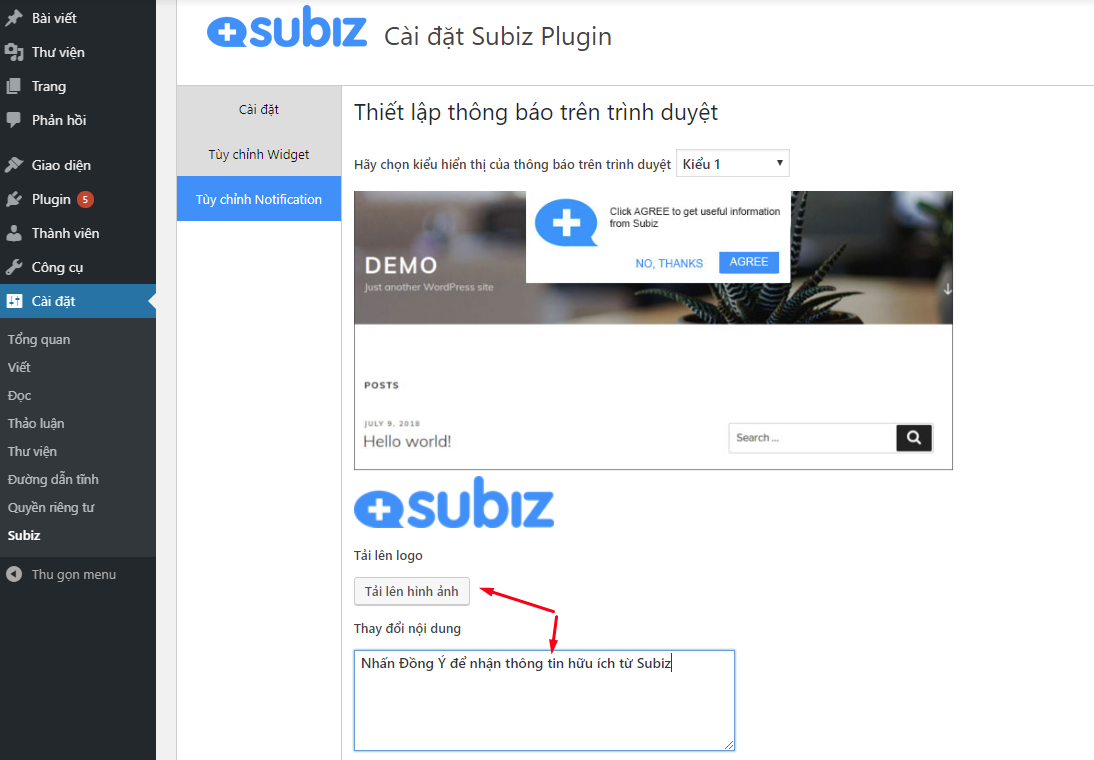 Bài viết
Thư viện
Trang
Phản hồi
Giao diện
Plugin 5
Thành viên
Công cụ
Cài đặt
Tổng quan
Viết
Đọc
Thảo luận
Thư viện
Đường dẫn tĩnh
Quyền riêng tư
Subiz
Thu gọn menu
subiz Cài đặt Subiz Plugin
Cài đặt
Tùy chỉnh Widget
Tùy chỉnh Notification
Thiết lập thông báo trên trình duyệt
Hãy chọn kiểu hiển thị của thông báo trên trình duyệt Kiểu 1
Click AGREE to get useful information
from Subiz
NO, THANKS AGREE
DEMO
Just another WordPress site
POSTS
JULY 9, 2018
Hello world!
Search ...
subiz
Tải lên logo
Tải lên hình ảnh
Thay đổi nội dung
Nhấn Đồng Ý để nhận thông tin hữu ích từ Subiz